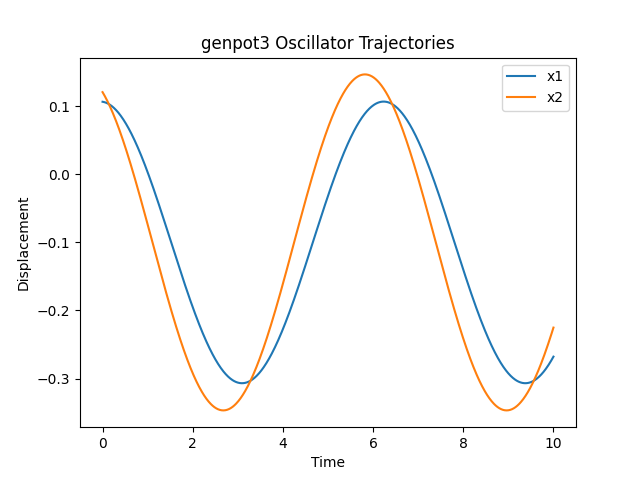 genpot3 Oscillator Trajectories
x1
x2
0.1
0.0
−0.1
−0.2
−0.3
Displacement
0 2 4 6 8 10
Time